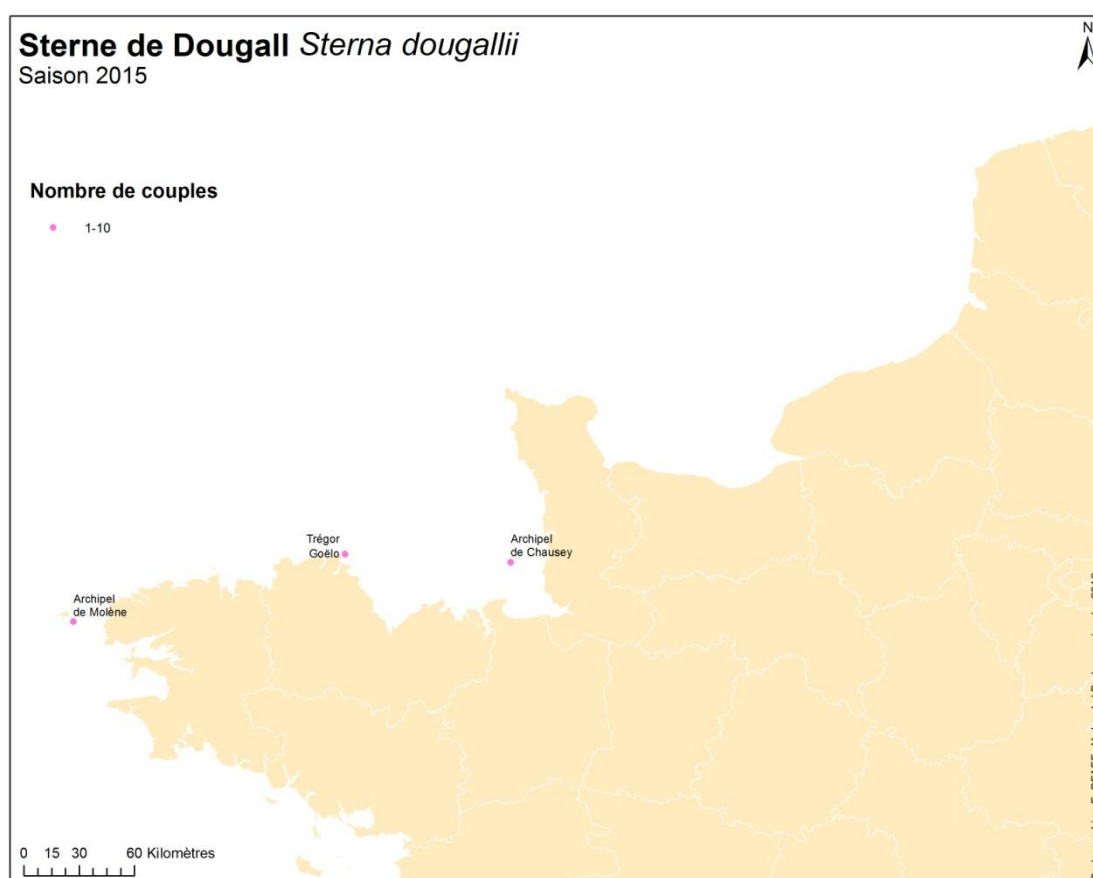 Sterne de Dougall Sterna dougallii
Saison 2015
N
Nombre de couples
1-10
Trégor
Goëlo
Archipel
de Chausey
Archipel
de Molène
0 15 30 60 Kilomètres